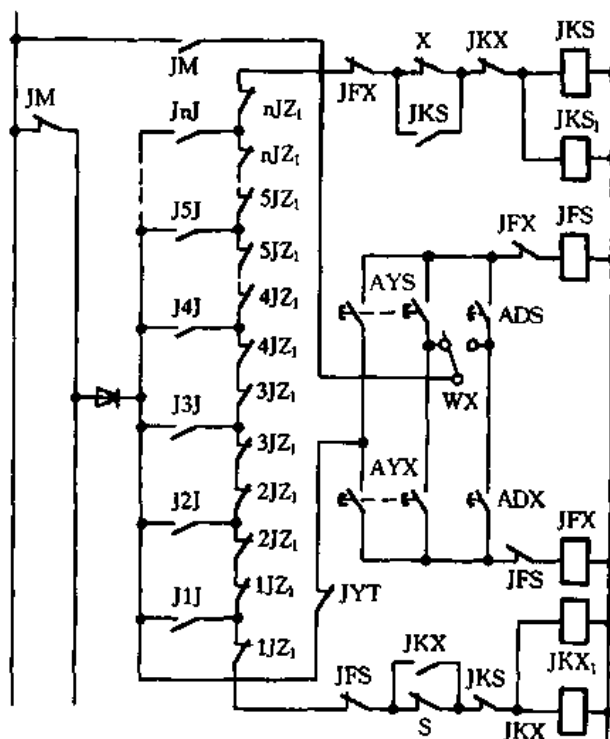 X
JKX
JKS
JM
JFX
JKS
JM
JnJ
nJZ₁
JKS₁
nJZ₁
J5J
5JZ₁
5JZ₁
JFX
JFS
J4J
4JZ₁
AYS
ADS
4JZ₁
WX
3JZ₁
J3J
3JZ₁
AYX
ADX
J2J
2JZ₁
2JZ₁
JFX
JFS
J1J
1JZ₁
JYT
1JZ₁
JFS
JKX
JKS
JKX₁
S
JKX